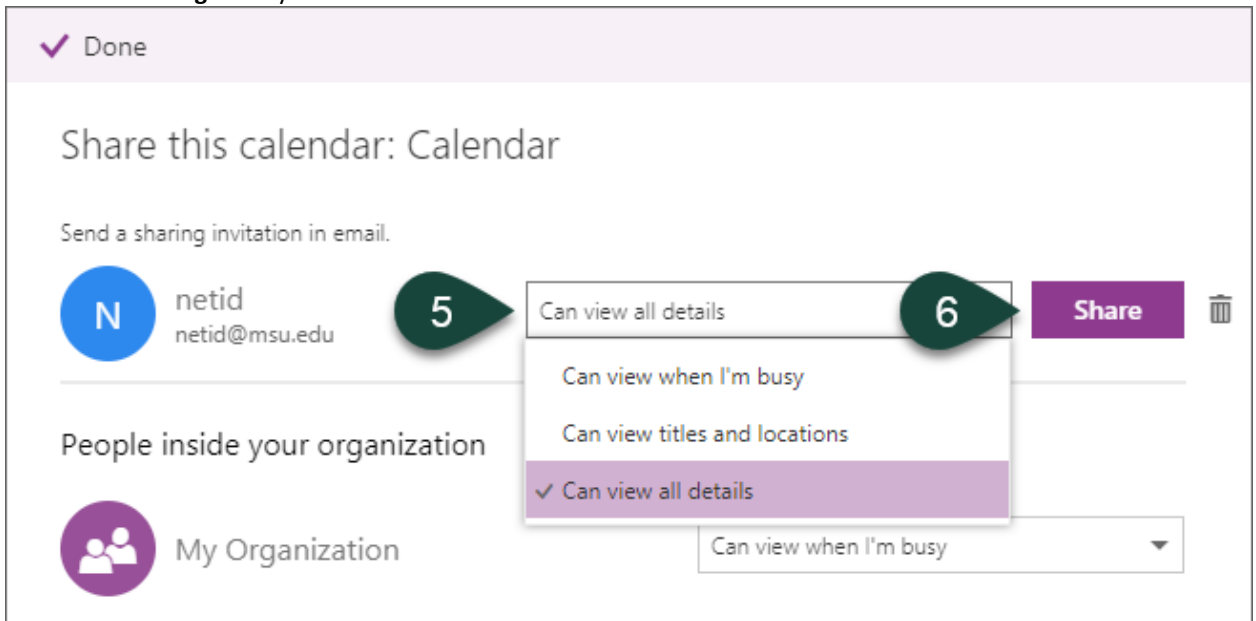 Done
Share this calendar: Calendar
Send a sharing invitation in email.
N
netid
netid@msu.edu
5
Can view all details
6
Share
Can view when I'm busy
Can view titles and locations
Can view all details
People inside your organization
My Organization
Can view when I'm busy